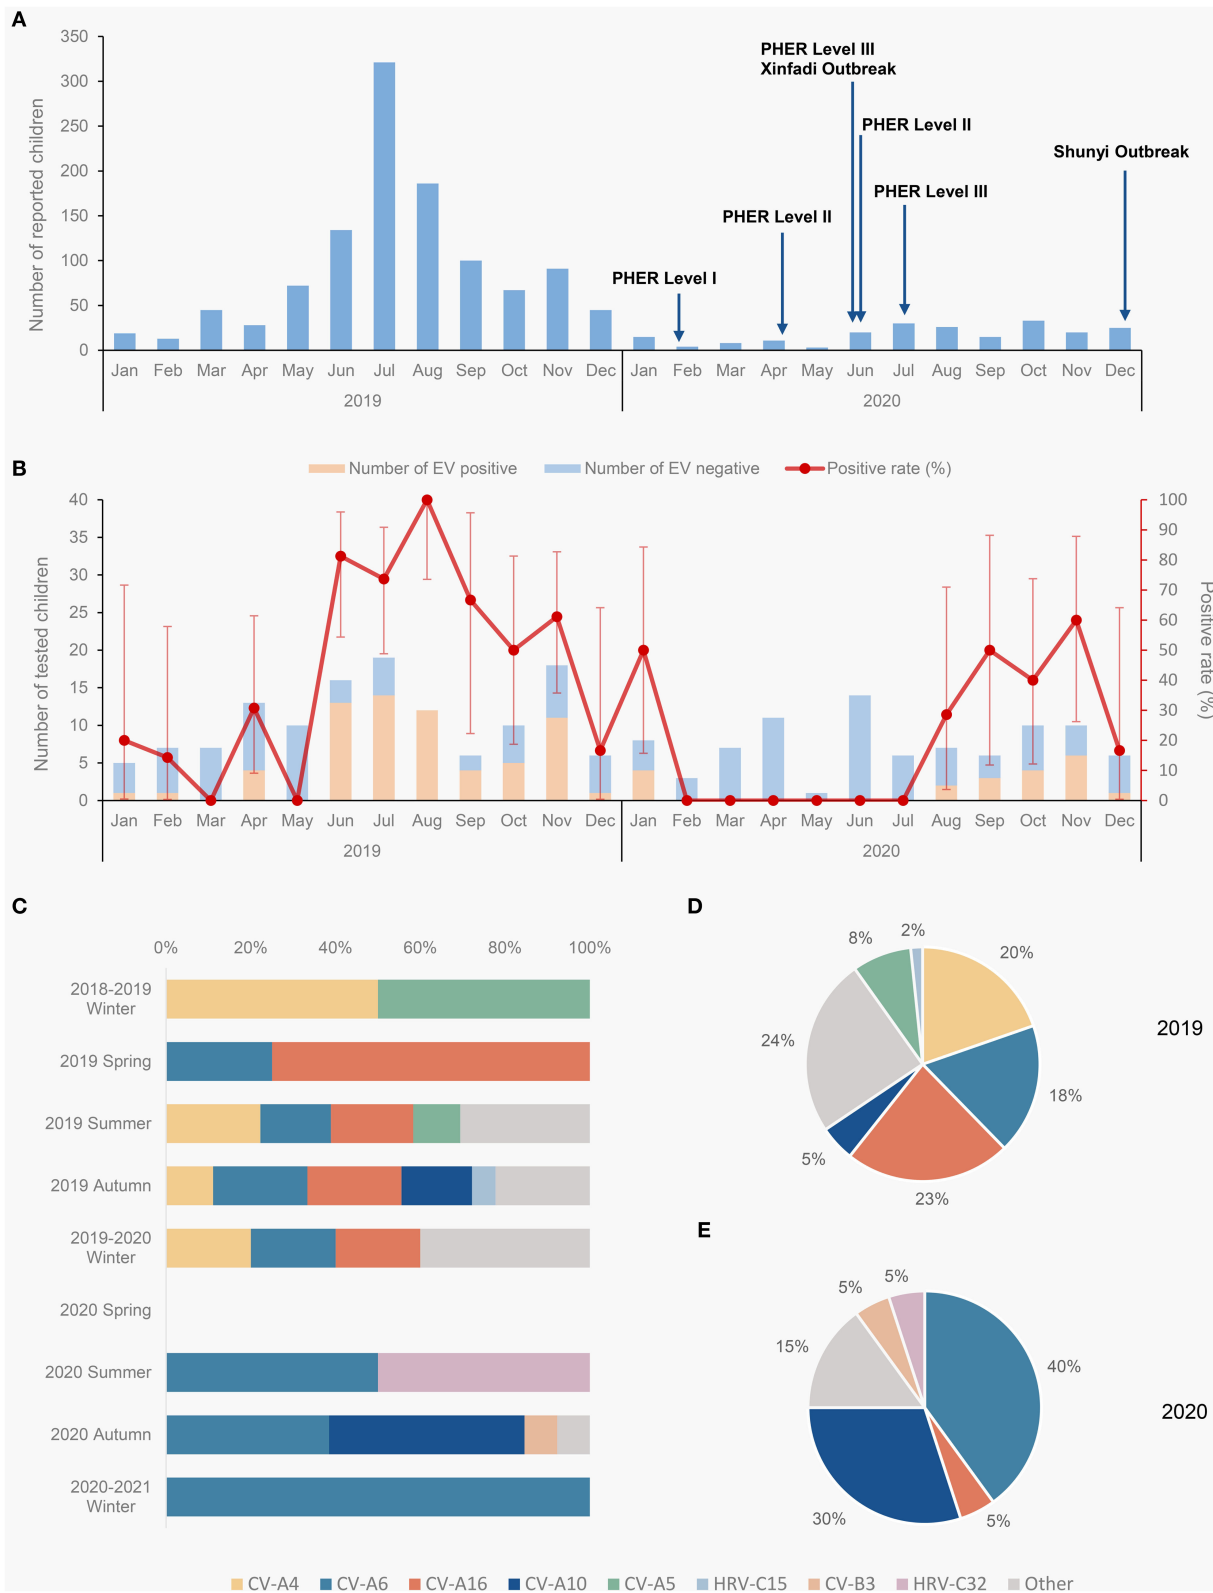 A
350
300
250
200
150
100
50
0
Number of reported children
PHER Level III
Xinfadi Outbreak
PHER Level II
Shunyi Outbreak
PHER Level III
PHER Level II
PHER Level I
Jan Feb Mar Apr May Jun Jul Aug Sep Oct Nov Dec Jan Feb Mar Apr May Jun Jul Aug Sep Oct Nov Dec
2019 2020
B
Number of EV positive Number of EV negative Positive rate (%)
40
35
30
25
20
15
10
5
0
Number of tested children
100
90
80
70
60
50
40
30
20
10
0
Positive rate (%)
Jan Feb Mar Apr May Jun Jul Aug Sep Oct Nov Dec Jan Feb Mar Apr May Jun Jul Aug Sep Oct Nov Dec
2019 2020
C
0% 20% 40% 60% 80% 100%
2018-2019
Winter
2019 Spring
2019 Summer
2019 Autumn
2019-2020
Winter
2020 Spring
2020 Summer
2020 Autumn
2020-2021
Winter
D
2%
8%
20%
24%
18%
5%
23%
2019
E
5%
5%
15%
40%
30%
5%
2020
CV-A4 CV-A6 CV-A16 CV-A10 CV-A5 HRV-C15 CV-B3 HRV-C32 Other